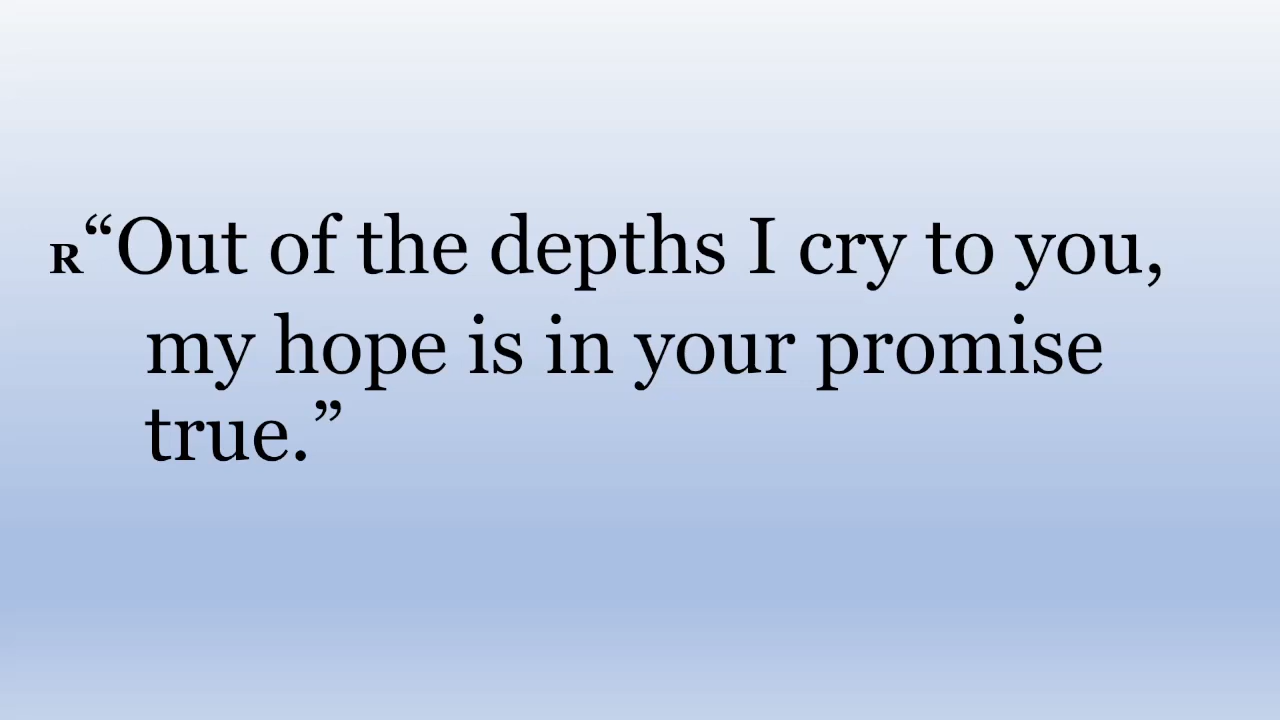 R“Out of the depths I cry to you,
my hope is in your promise
true.”